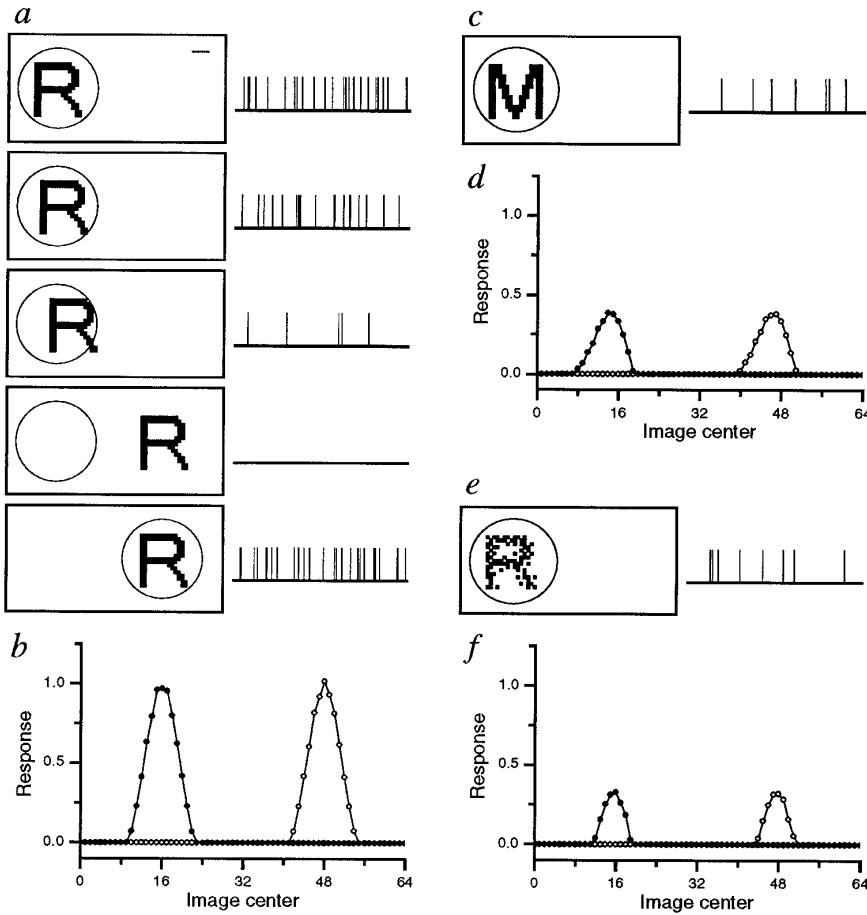 a
R
R
R
R
R
b
1.0
0.5
0.0
Response
0 16 32 48 64
Image center
c
M
d
1.0
0.5
0.0
Response
0 16 32 48 64
Image center
e
R
f
1.0
0.5
0.0
Response
0 16 32 48 64
Image center